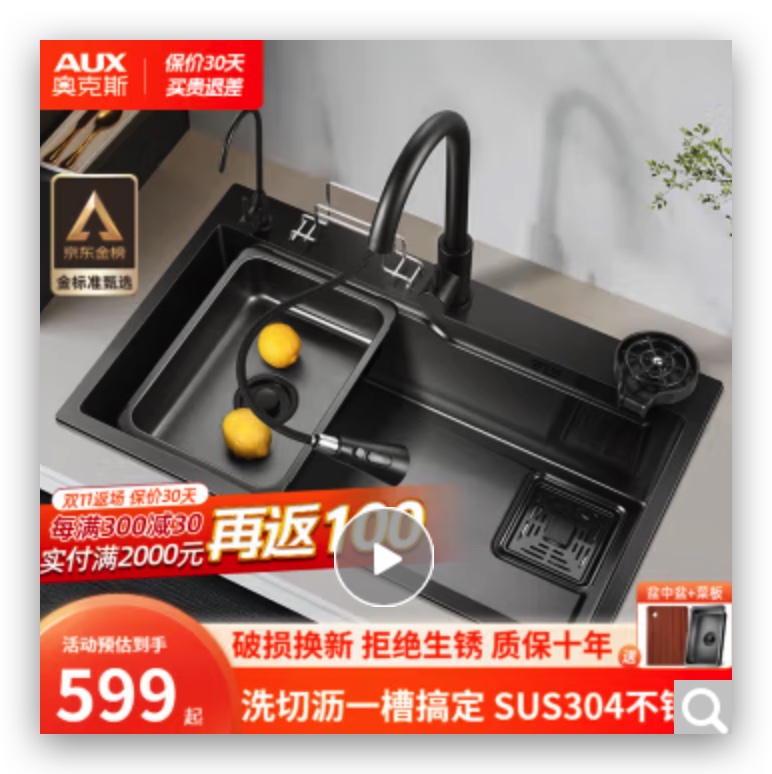 AUX
奥克斯
保价30天
买贵退差
京东金榜
金标准甄选
双11返场 保价30天
每满300减30
实付满2000元
再返100
盆中盆+菜板
送
破损换新 拒绝生锈 质保十年
活动预估到手
599起
洗切沥一槽搞定 SUS304不